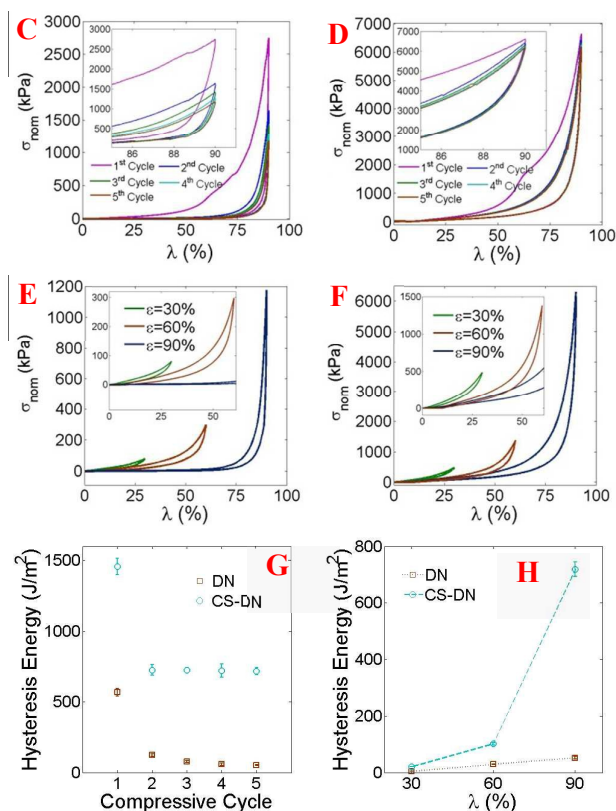 C
3000
2500
2000
1500
1000
500
0
σnom (kPa)
3000
2500
2000
1500
1000
500
86 88 90
1st Cycle 2nd Cycle
3rd Cycle 4th Cycle
5th Cycle
0 25 50 75 100
λ (%)
D
7000
6000
5000
4000
3000
2000
1000
0
σnom (kPa)
7000
6000
5000
4000
3000
2000
1000
86 88 90
1st Cycle 2nd Cycle
3rd Cycle 4th Cycle
5th Cycle
0 25 50 75 100
λ (%)
E
1200
1000
800
600
400
200
0
σnom (kPa)
300
200
100
0
0 25 50
ε=30%
ε=60%
ε=90%
0 25 50 75 100
λ (%)
F
6000
5000
4000
3000
2000
1000
0
σnom (kPa)
1500
1000
500
0
0 25 50
ε=30%
ε=60%
ε=90%
0 25 50 75 100
λ (%)
G
1500
1000
500
0
Hysteresis Energy (J/m²)
DN
CS-DN
1 2 3 4 5
Compressive Cycle
H
800
600
400
200
0
Hysteresis Energy (J/m²)
DN
CS-DN
30 60 90
λ (%)